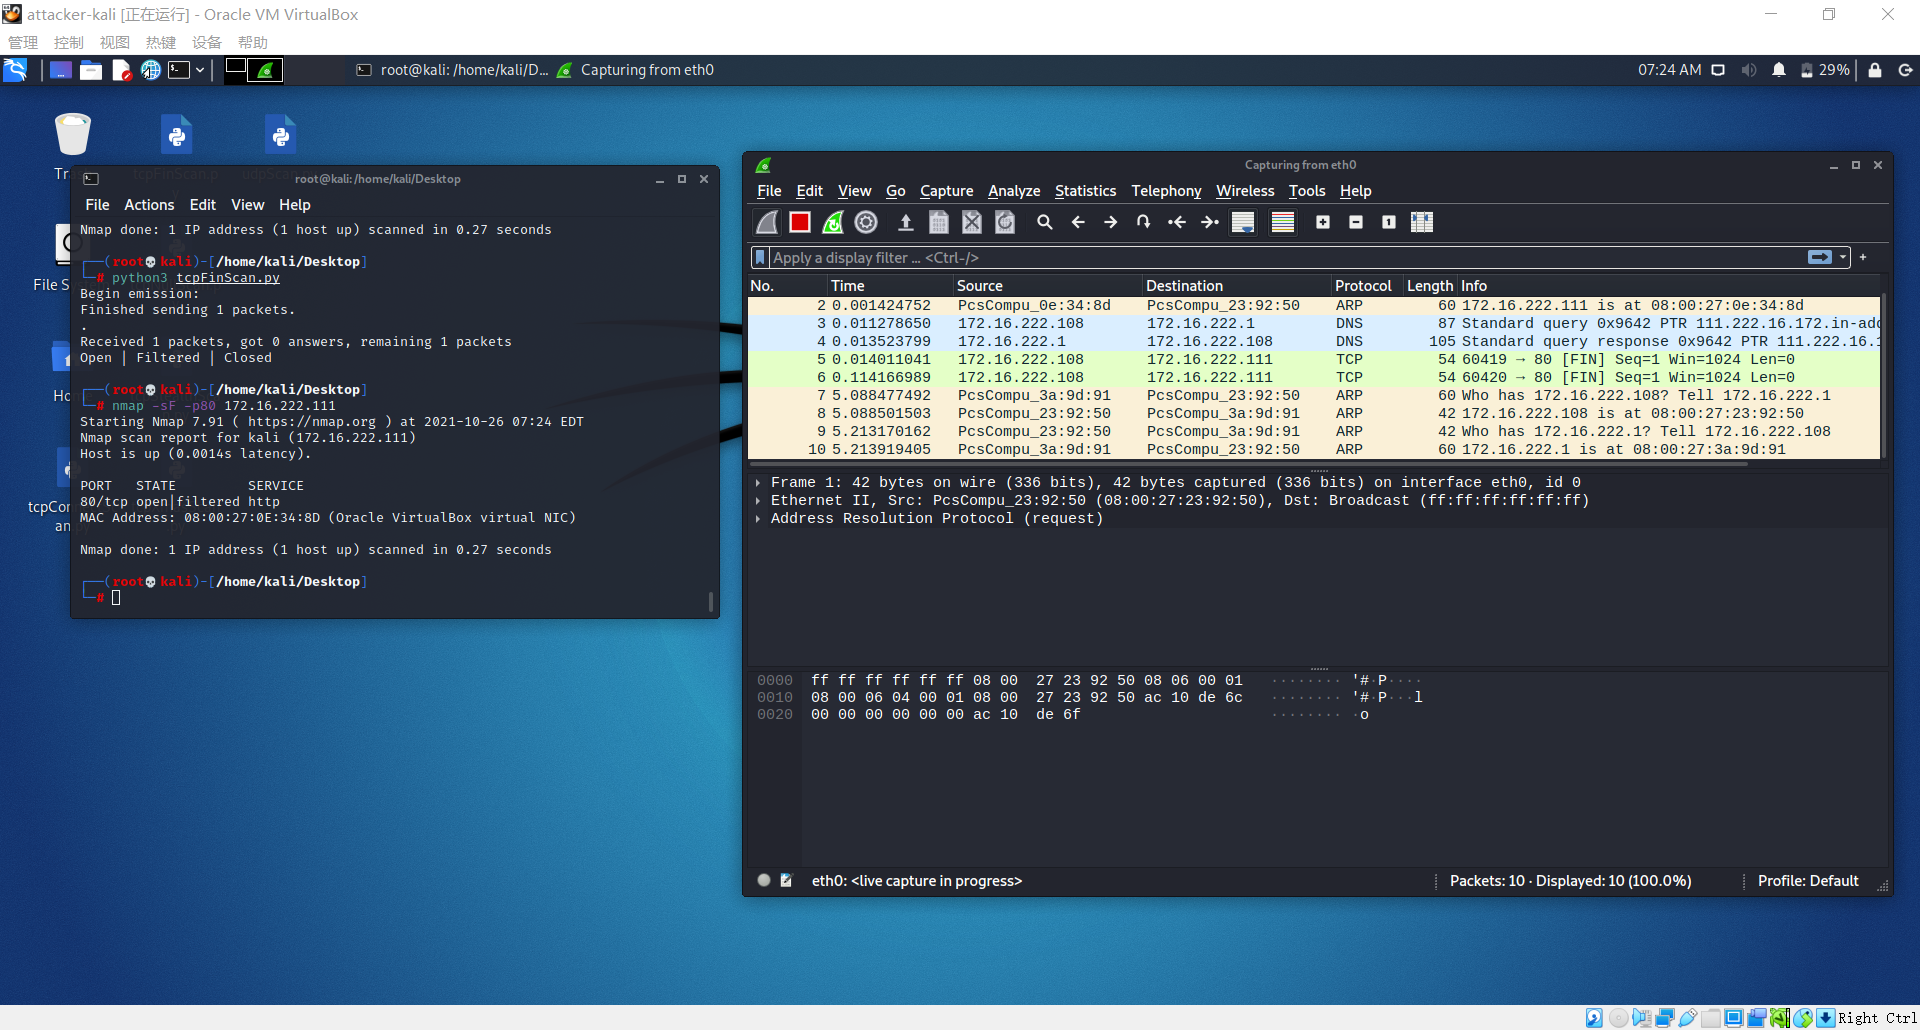 attacker-kali [正在运行] - Oracle VM VirtualBox
管理 控制 视图 热键 设备 帮助
root@kali: /home/kali/D... Capturing from eth0 07:24 AM 29%
root@kali: /home/kali/Desktop
File Actions Edit View Help
Nmap done: 1 IP address (1 host up) scanned in 0.27 seconds
(root💀kali)-[/home/kali/Desktop]
# python3 tcpFinScan.py
Begin emission:
Finished sending 1 packets.
.
Received 1 packets, got 0 answers, remaining 1 packets
Open | Filtered | Closed
(root💀kali)-[/home/kali/Desktop]
# nmap -sF -p80 172.16.222.111
Starting Nmap 7.91 ( https://nmap.org ) at 2021-10-26 07:24 EDT
Nmap scan report for kali (172.16.222.111)
Host is up (0.0014s latency).
PORT STATE SERVICE
80/tcp open|filtered http
MAC Address: 08:00:27:0E:34:8D (Oracle VirtualBox virtual NIC)
Nmap done: 1 IP address (1 host up) scanned in 0.27 seconds
(root💀kali)-[/home/kali/Desktop]
#
Capturing from eth0
File Edit View Go Capture Analyze Statistics Telephony Wireless Tools Help
Apply a display filter ... <Ctrl-/>
No. Time Source Destination Protocol Length Info
2 0.001424752 PcsCompu_0e:34:8d PcsCompu_23:92:50 ARP 60 172.16.222.111 is at 08:00:27:0e:34:8d
3 0.011278650 172.16.222.108 172.16.222.1 DNS 87 Standard query 0x9642 PTR 111.222.16.172.in-add
4 0.013523799 172.16.222.1 172.16.222.108 DNS 105 Standard query response 0x9642 PTR 111.222.16.1
5 0.014011041 172.16.222.108 172.16.222.111 TCP 54 60419 → 80 [FIN] Seq=1 Win=1024 Len=0
6 0.114166989 172.16.222.108 172.16.222.111 TCP 54 60420 → 80 [FIN] Seq=1 Win=1024 Len=0
7 5.088477492 PcsCompu_3a:9d:91 PcsCompu_23:92:50 ARP 60 Who has 172.16.222.108? Tell 172.16.222.1
8 5.088501503 PcsCompu_23:92:50 PcsCompu_3a:9d:91 ARP 42 172.16.222.108 is at 08:00:27:23:92:50
9 5.213170162 PcsCompu_23:92:50 PcsCompu_3a:9d:91 ARP 42 Who has 172.16.222.1? Tell 172.16.222.108
10 5.213919405 PcsCompu_3a:9d:91 PcsCompu_23:92:50 ARP 60 172.16.222.1 is at 08:00:27:3a:9d:91
Frame 1: 42 bytes on wire (336 bits), 42 bytes captured (336 bits) on interface eth0, id 0
Ethernet II, Src: PcsCompu_23:92:50 (08:00:27:23:92:50), Dst: Broadcast (ff:ff:ff:ff:ff:ff)
Address Resolution Protocol (request)
0000 ff ff ff ff ff ff 08 00 27 23 92 50 08 06 00 01 ········ '#·P····
0010 08 00 06 04 00 01 08 00 27 23 92 50 ac 10 de 6c ········ '#·P···l
0020 00 00 00 00 00 00 ac 10 de 6f ········ ·o
eth0: <live capture in progress> Packets: 10 · Displayed: 10 (100.0%) Profile: Default
Right Ctrl